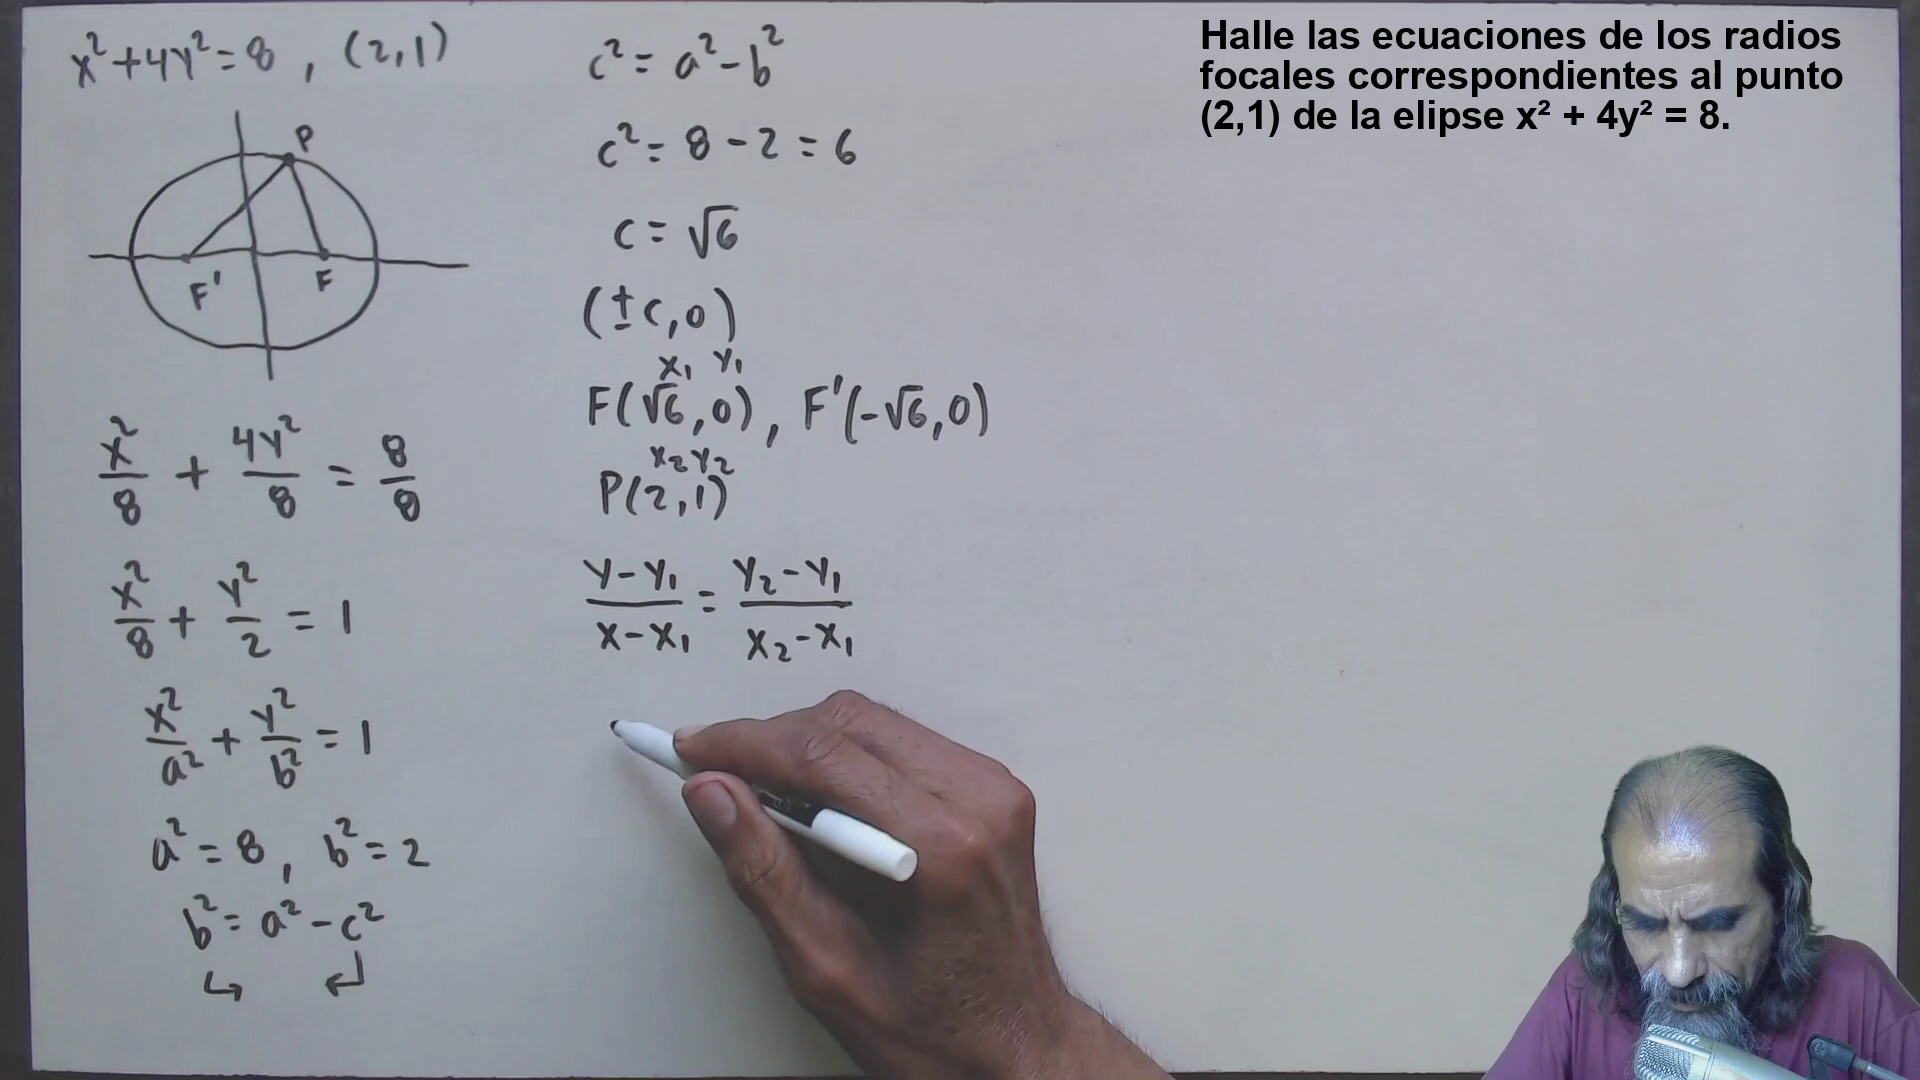 x² + 4y² = 8 , (2,1)
P
F'
F
x²/8 + 4y²/8 = 8/8
x²/8 + y²/2 = 1
x²/a² + y²/b² = 1
a² = 8 , b² = 2
b² = a² - c²
c² = a² - b²
c² = 8 - 2 = 6
c = √6
(±c,0)
x₁ y₁
F(√6,0) , F'(-√6,0)
x₂ y₂
P(2,1)
y-y₁/x-x₁ = y₂-y₁/x₂-x₁
Halle las ecuaciones de los radios
focales correspondientes al punto
(2,1) de la elipse x² + 4y² = 8.